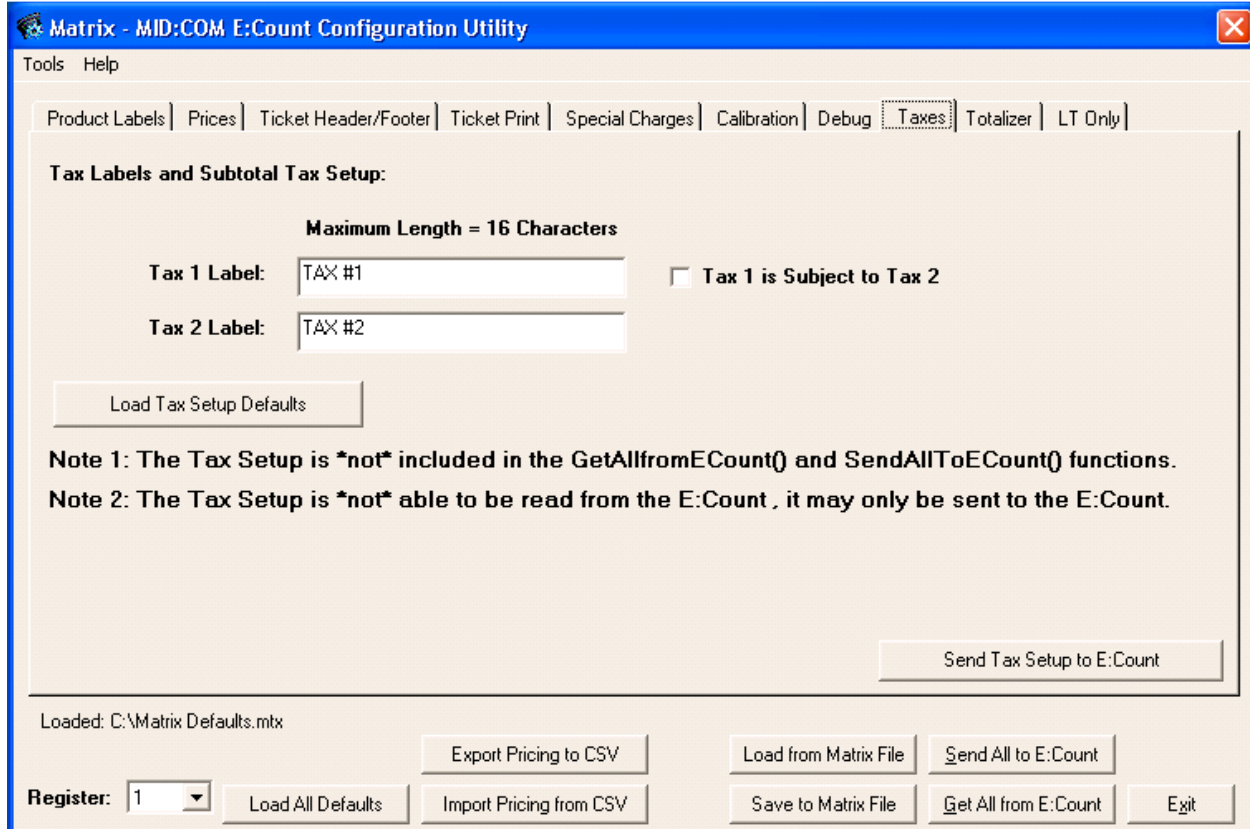 Matrix - MID:COM E:Count Configuration Utility
Tools Help
Product Labels Prices Ticket Header/Footer Ticket Print Special Charges Calibration Debug Taxes Totalizer LT Only
Tax Labels and Subtotal Tax Setup:
Maximum Length = 16 Characters
Tax 1 Label: TAX #1 Tax 1 is Subject to Tax 2
Tax 2 Label: TAX #2
Load Tax Setup Defaults
Note 1: The Tax Setup is *not* included in the GetAllfromECount() and SendAllToECount() functions.
Note 2: The Tax Setup is *not* able to be read from the E:Count , it may only be sent to the E:Count.
Send Tax Setup to E:Count
Loaded: C:\Matrix Defaults.mtx
Export Pricing to CSV Load from Matrix File Send All to E:Count
Register: 1 Load All Defaults Import Pricing from CSV Save to Matrix File Get All from E:Count Exit